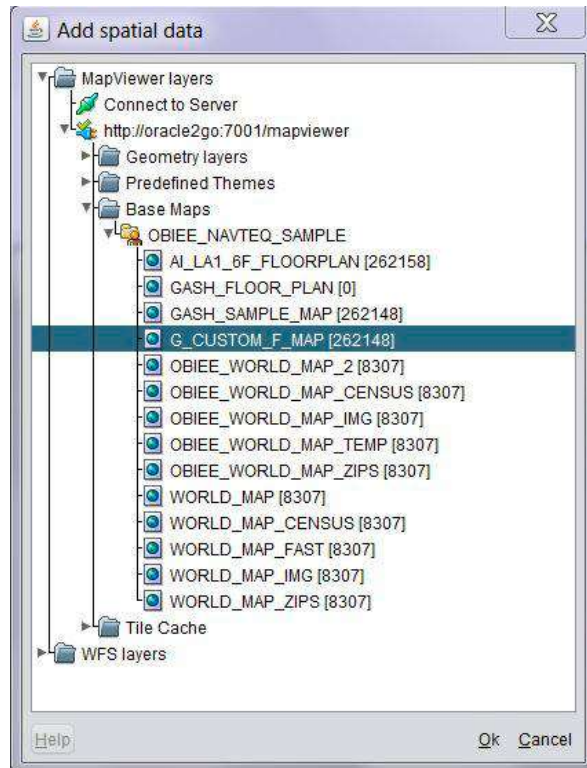 Add spatial data
MapViewer layers
Connect to Server
http://oracle2go:7001/mapviewer
Geometry layers
Predefined Themes
Base Maps
OBIEE_NAVTEQ_SAMPLE
AI_LA1_6F_FLOORPLAN [262158]
GASH_FLOOR_PLAN [0]
GASH_SAMPLE_MAP [262148]
G_CUSTOM_F_MAP [262148]
OBIEE_WORLD_MAP_2 [8307]
OBIEE_WORLD_MAP_CENSUS [8307]
OBIEE_WORLD_MAP_IMG [8307]
OBIEE_WORLD_MAP_TEMP [8307]
OBIEE_WORLD_MAP_ZIPS [8307]
WORLD_MAP [8307]
WORLD_MAP_CENSUS [8307]
WORLD_MAP_FAST [8307]
WORLD_MAP_IMG [8307]
WORLD_MAP_ZIPS [8307]
Tile Cache
WFS layers
Help Ok Cancel